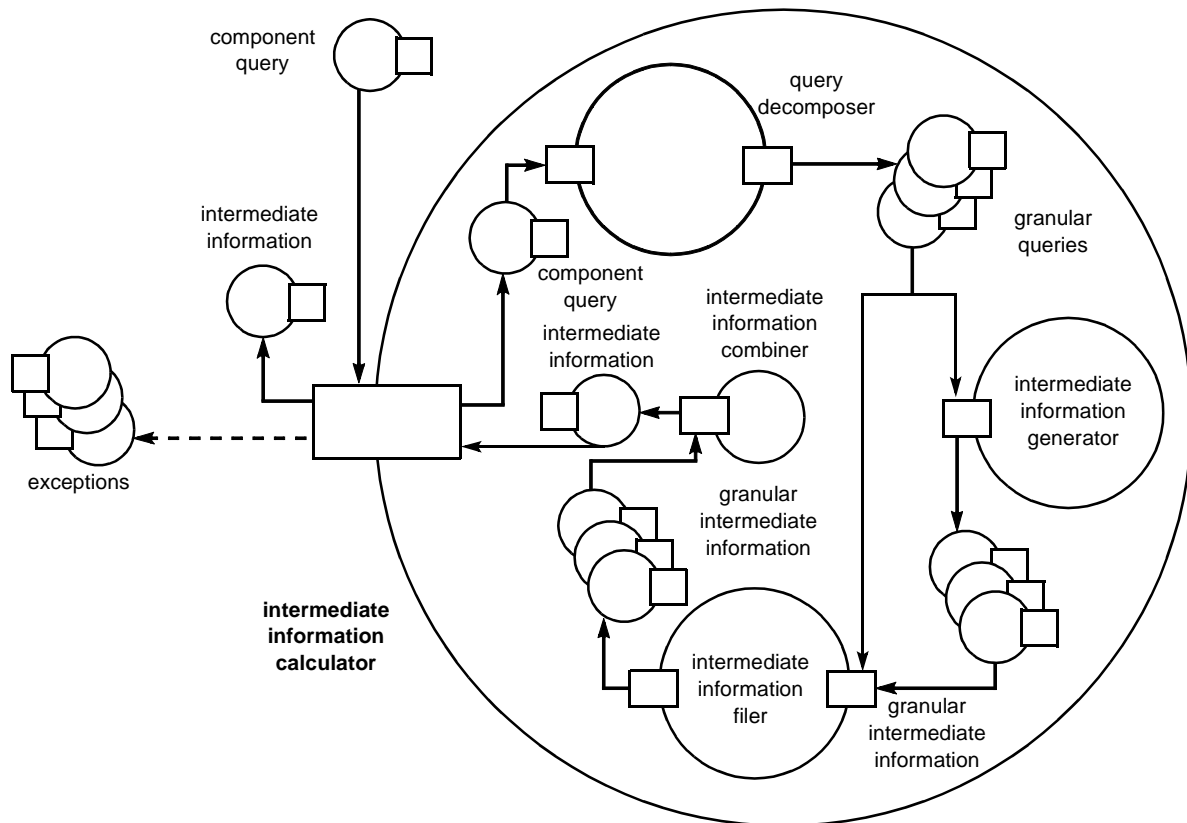 component
query
query
decomposer
intermediate
information
granular
queries
component
query
intermediate
information
combiner
intermediate
information
intermediate
information
generator
exceptions
granular
intermediate
information
intermediate
information
calculator
intermediate
information
filer
granular
intermediate
information